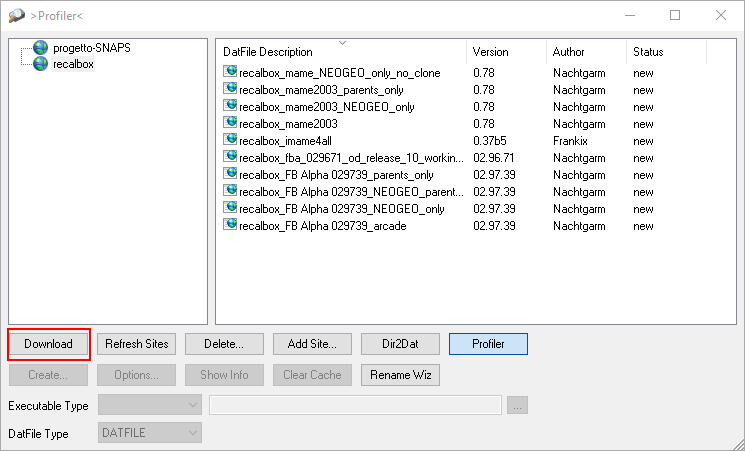 >Profiler<
progetto-SNAPS
recalbox
DatFile Description Version Author Status
recalbox_mame_NEOGEO_only_no_clone 0.78 Nachtgarm new
recalbox_mame2003_parents_only 0.78 Nachtgarm new
recalbox_mame2003_NEOGEO_only 0.78 Nachtgarm new
recalbox_mame2003 0.78 Nachtgarm new
recalbox_imame4all 0.37b5 Frankix new
recalbox_fba_029671_od_release_10_workin... 02.96.71 Nachtgarm new
recalbox_FB Alpha 029739_parents_only 02.97.39 Nachtgarm new
recalbox_FB Alpha 029739_NEOGEO_parent... 02.97.39 Nachtgarm new
recalbox_FB Alpha 029739_NEOGEO_only 02.97.39 Nachtgarm new
recalbox_FB Alpha 029739_arcade 02.97.39 Nachtgarm new
Download Refresh Sites Delete... Add Site... Dir2Dat Profiler
Create... Options... Show Info Clear Cache Rename Wiz
Executable Type ...
DatFile Type DATFILE